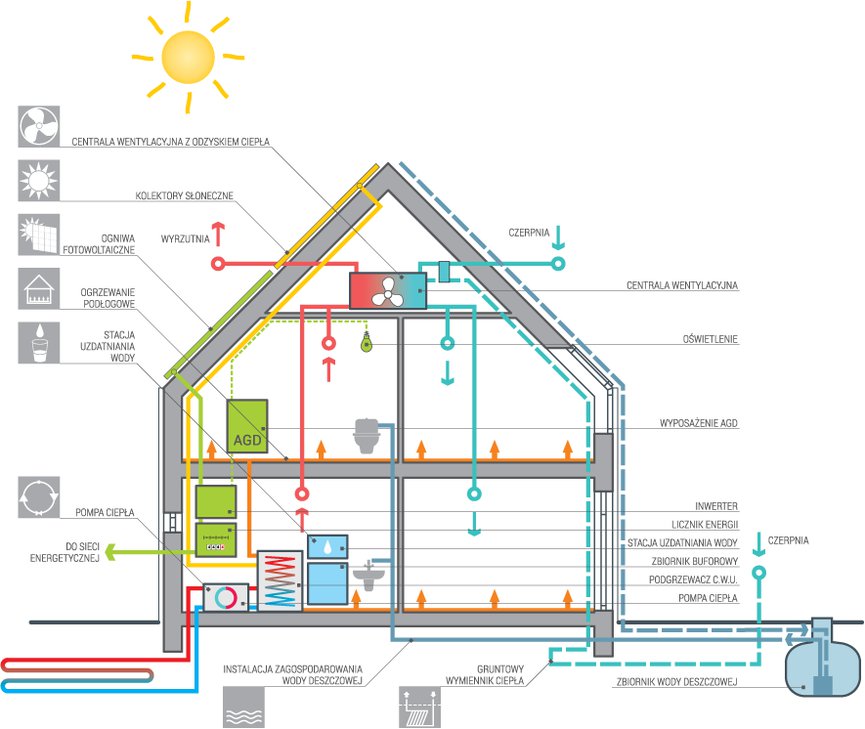 CENTRALA WENTYLACYJNA Z ODZYSKIEM CIEPŁA
KOLEKTORY SŁONECZNE
OGNIWA
FOTOWOLTAICZNE
WYRZUTNIA
CZERPNIA
CENTRALA WENTYLACYJNA
OGRZEWANIE
PODŁOGOWE
STACJA
UZDATNIANIA
WODY
OŚWIETLENIE
WYPOSAŻENIE AGD
AGD
POMPA CIEPŁA
INWERTER
LICZNIK ENERGII
STACJA UZDATNIANIA WODY
CZERPNIA
DO SIECI
ENERGETYCZNEJ
ZBIORNIK BUFOROWY
PODGRZEWACZ C.W.U.
POMPA CIEPŁA
INSTALACJA ZAGOSPODAROWANIA
WODY DESZCZOWEJ
GRUNTOWY
WYMIENNIK CIEPŁA
ZBIORNIK WODY DESZCZOWEJ